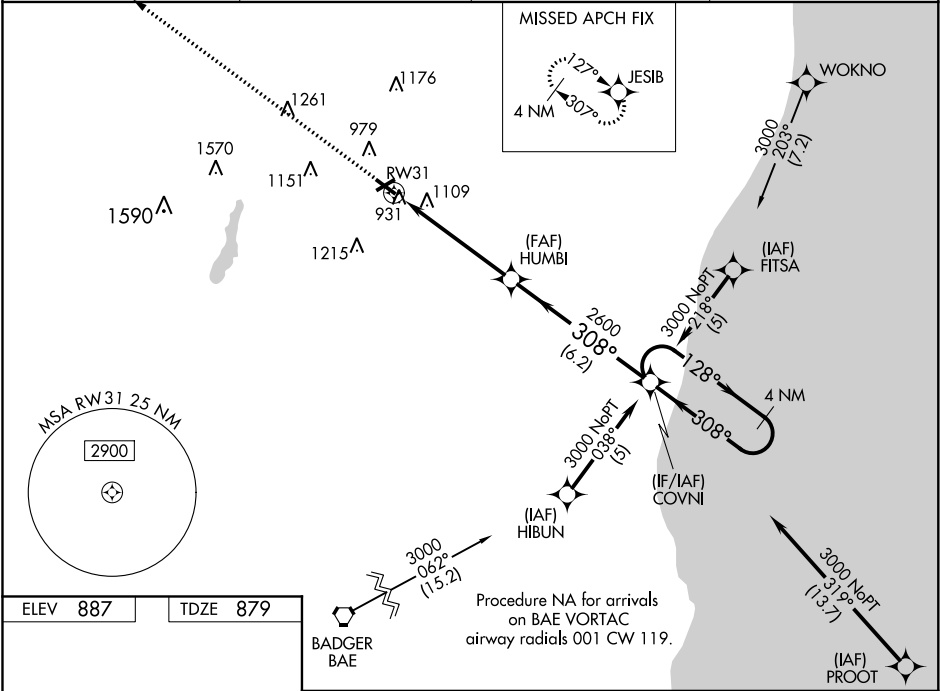 MISSED APCH FIX
127°
JESIB
4 NM
307°
WOKNO
3000
203°
(7.2)
1176
1261
979
1570
1151
RW31
1109
931
1590
1215
(FAF)
HUMBI
(IAF)
FITSA
3000 NoPT
218°
(5)
2600
308°
(6.2)
128°
4 NM
308°
MSA RW31 25 NM
2900
3000 NoPT
038°
(5)
(IF/IAF)
COVNI
(IAF)
HIBUN
3000
062°
(15.2)
3000 NoPT
319°
(13.7)
ELEV 887
TDZE 879
Procedure NA for arrivals
on BAE VORTAC
airway radials 001 CW 119.
BADGER
BAE
(IAF)
PROOT